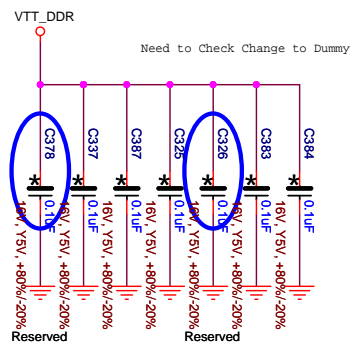 VTT_DDR
Need to Check Change to Dummy
C378
C337
C387
C325
C326
C383
C384
*
*
*
*
*
*
*
0.1uF
0.1uF
0.1uF
0.1uF
0.1uF
0.1uF
0.1uF
16V, Y5V, +80%/-20%
16V, Y5V, +80%/-20%
16V, Y5V, +80%/-20%
16V, Y5V, +80%/-20%
16V, Y5V, +80%/-20%
16V, Y5V, +80%/-20%
16V, Y5V, +80%/-20%
Reserved
Reserved